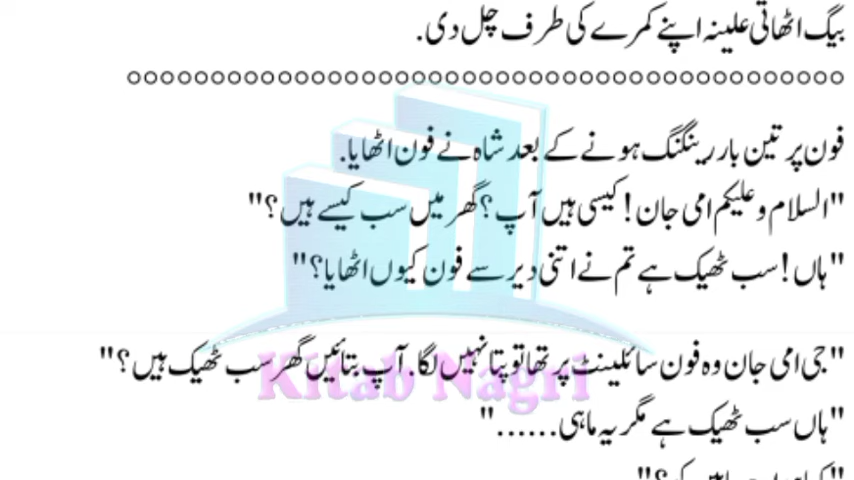 بیگ اٹھاتی علینہ اپنے کمرے کی طرف چل دی.
○○○○○○○○○○○○○○○○○○○○○○○○○○○○○○○○○○○○○○○○○○○
فون پر تین بار رینگنگ ہونے کے بعد شاہ نے فون اٹھایا.
"السلام و علیکم امی جان! کیسی ہیں آپ؟ گھر میں سب کیسے ہیں؟"
"ہاں! سب ٹھیک ہے تم نے اتنی دیر سے فون کیوں اٹھایا؟"
"جی امی جان وہ فون سائلینٹ پر تھا تو پتا نہیں لگا. آپ بتائیں گھر سب ٹھیک ہیں؟"
Kitab Nagri
"ہاں سب ٹھیک ہے مگر یہ ماہی......"